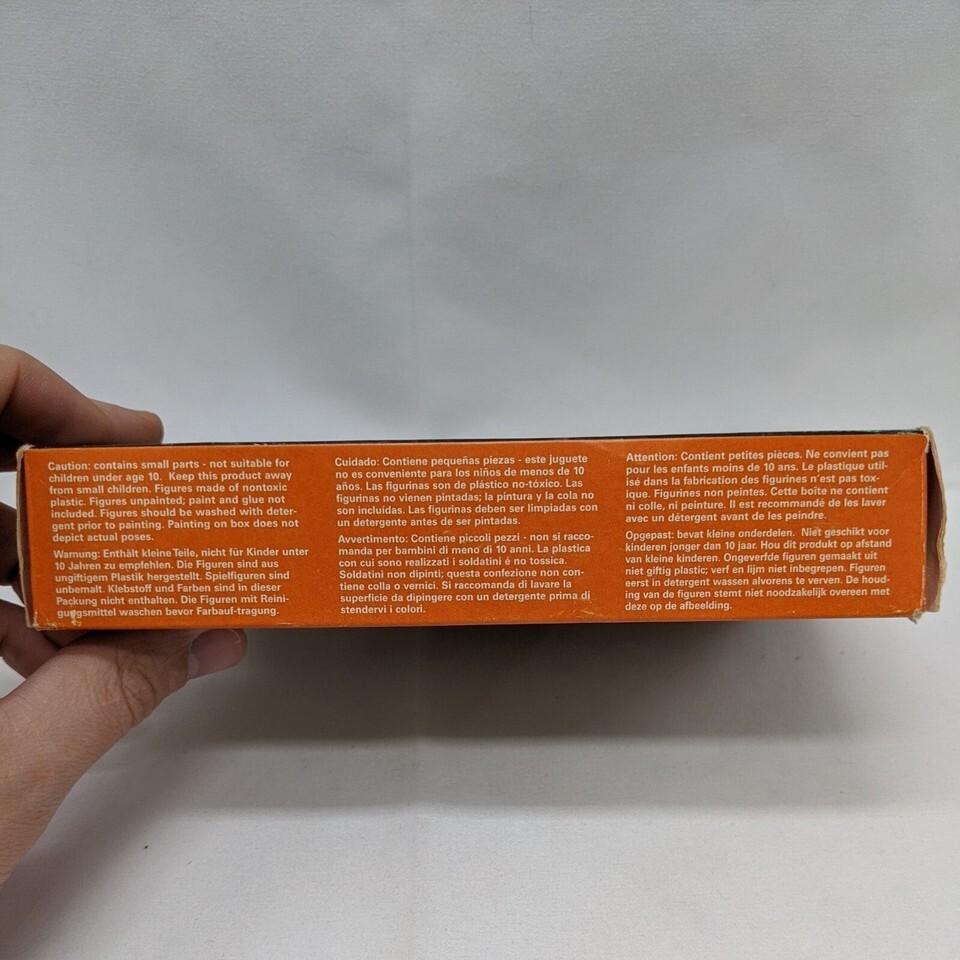 Caution: contains small parts - not suitable for
children under age 10. Keep this product away
from small children. Figures made of nontoxic
plastic. Figures unpainted; paint and glue not
included. Figures should be washed with deter-
gent prior to painting. Painting on box does not
depict actual poses.
Warnung: Enthält kleine Teile, nicht für Kinder unter
10 Jahren zu empfehlen. Die Figuren sind aus
ungiftigem Plastik hergestellt. Spielfiguren sind
unbemalt. Klebstoff und Farben sind in dieser
Packung nicht enthalten. Die Figuren mit Reini-
gungsmittel waschen bevor Farbauf-tragung.
Cuidado: Contiene pequeñas piezas - este juguete
no es conveniente para los niños de menos de 10
años. Las figurinas son de plástico no-tóxico. Las
figurinas no vienen pintadas; la pintura y la cola no
son incluídas. Las figurinas deben ser limpiadas con
un detergente antes de ser pintadas.
Avvertimento: Contiene piccoli pezzi - non si racco-
manda per bambini di meno di 10 anni. La plastica
con cui sono realizzati i soldatini é no tossica.
Soldatini non dipinti; questa confezione non con-
tiene colla o vernici. Si raccomanda di lavare la
superficie da dipingere con un detergente prima di
stendervi i colori.
Attention: Contient petites pièces. Ne convient pas
pour les enfants moins de 10 ans. Le plastique util-
isé dans la fabrication des figurines n'est pas tox-
ique. Figurines non peintes. Cette boîte ne contient
ni colle, ni peinture. Il est recommandé de les laver
avec un détergent avant de les peindre.
Opgepast: bevat kleine onderdelen. Niet geschikt voor
kinderen jonger dan 10 jaar. Hou dit produkt op afstand
van kleine kinderen. Ongeverfde figuren gemaakt uit
niet giftig plastic; verf en lijm niet inbegrepen. Figuren
eerst in detergent wassen alvorens te verven. De houd-
ing van de figuren stemt niet noodzakelijk overeen met
deze op de afbeelding.